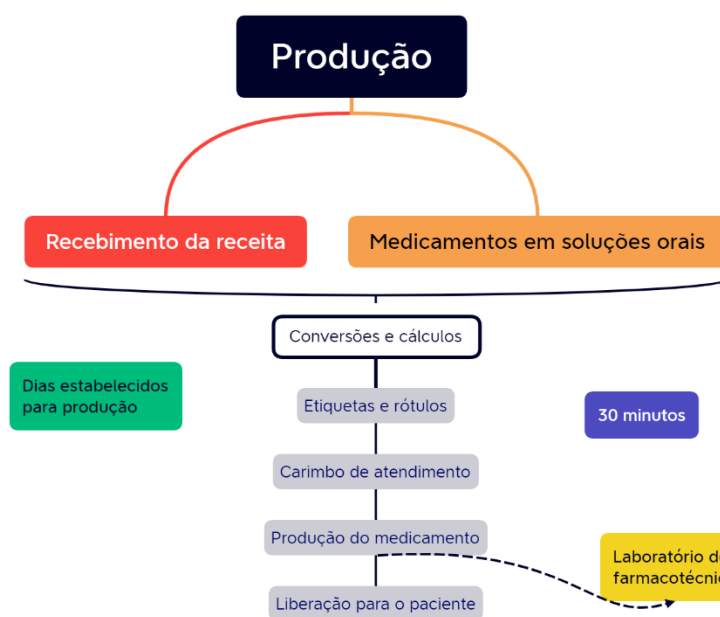 Produção
Recebimento da receita
Medicamentos em soluções orais
Conversões e cálculos
Dias estabelecidos
para produção
Etiquetas e rótulos
30 minutos
Carimbo de atendimento
Produção do medicamento
Laboratório
Liberação para o paciente